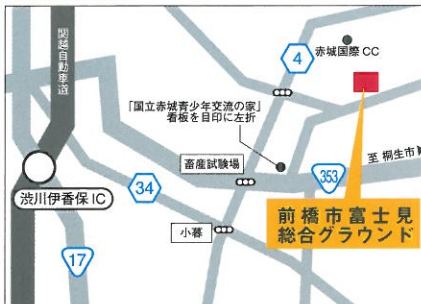 関越自動車道
4
赤城国際CC
「国立赤城青少年交流の家」
看板を目印に左折
畜産試験場
353
至 桐生市
渋川伊香保IC
34
小暮
17
前橋市富士見
総合グラウンド